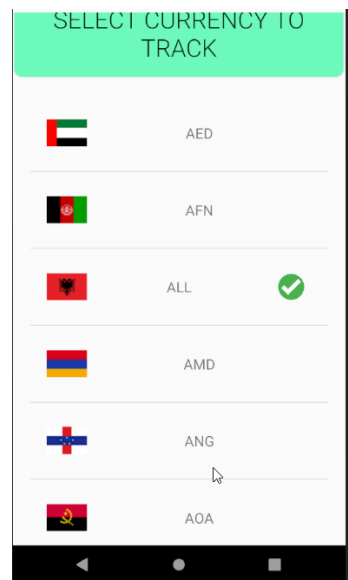 SELECT CURRENCY TO
TRACK
AED
AFN
ALL
AMD
ANG
AOA